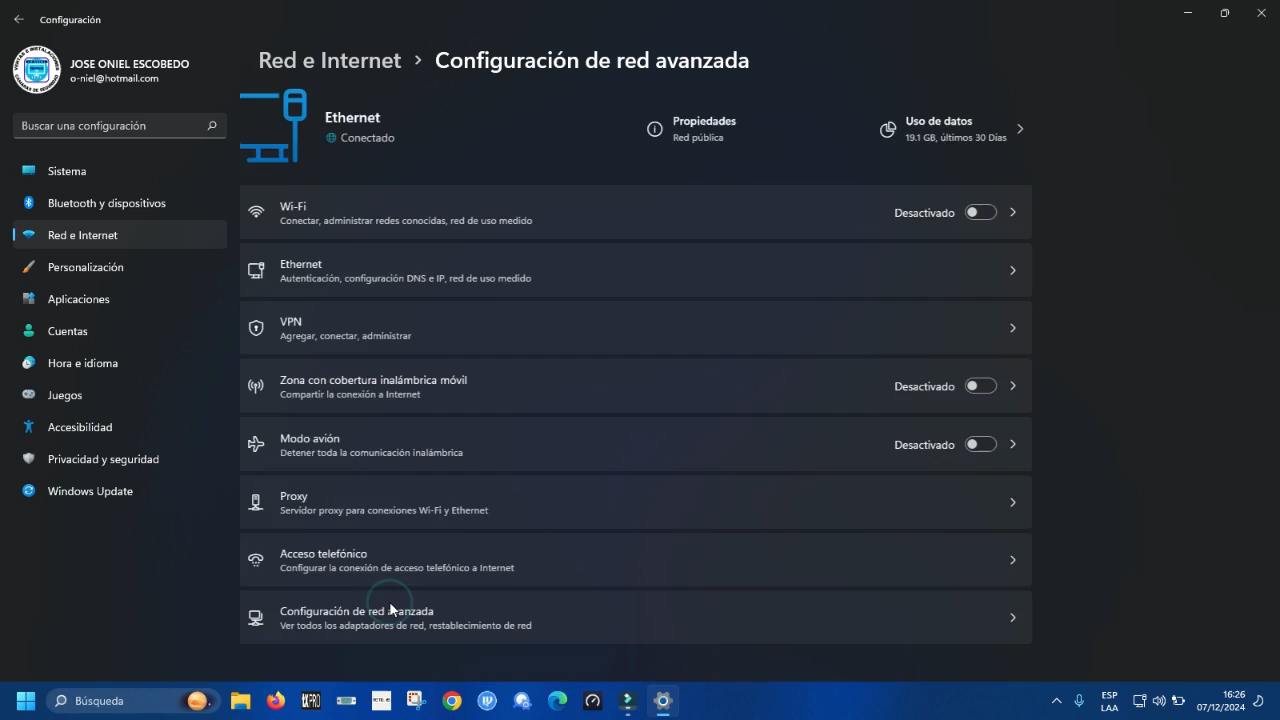 Configuración
JOSE ONIEL ESCOBEDO
o-niel@hotmail.com
Buscar una configuración
Sistema
Bluetooth y dispositivos
Red e Internet
Personalización
Aplicaciones
Cuentas
Hora e idioma
Juegos
Accesibilidad
Privacidad y seguridad
Windows Update
Red e Internet > Configuración de red avanzada
Ethernet
Conectado
Propiedades
Red pública
Uso de datos
19.1 GB, últimos 30 Días
Wi-Fi
Conectar, administrar redes conocidas, red de uso medido
Desactivado
Ethernet
Autenticación, configuración DNS e IP, red de uso medido
VPN
Agregar, conectar, administrar
Zona con cobertura inalámbrica móvil
Compartir la conexión a Internet
Desactivado
Modo avión
Detener toda la comunicación inalámbrica
Desactivado
Proxy
Servidor proxy para conexiones Wi-Fi y Ethernet
Acceso telefónico
Configurar la conexión de acceso telefónico a Internet
Configuración de red avanzada
Ver todos los adaptadores de red, restablecimiento de red
Búsqueda
ESP
LAA
16:26
07/12/2024